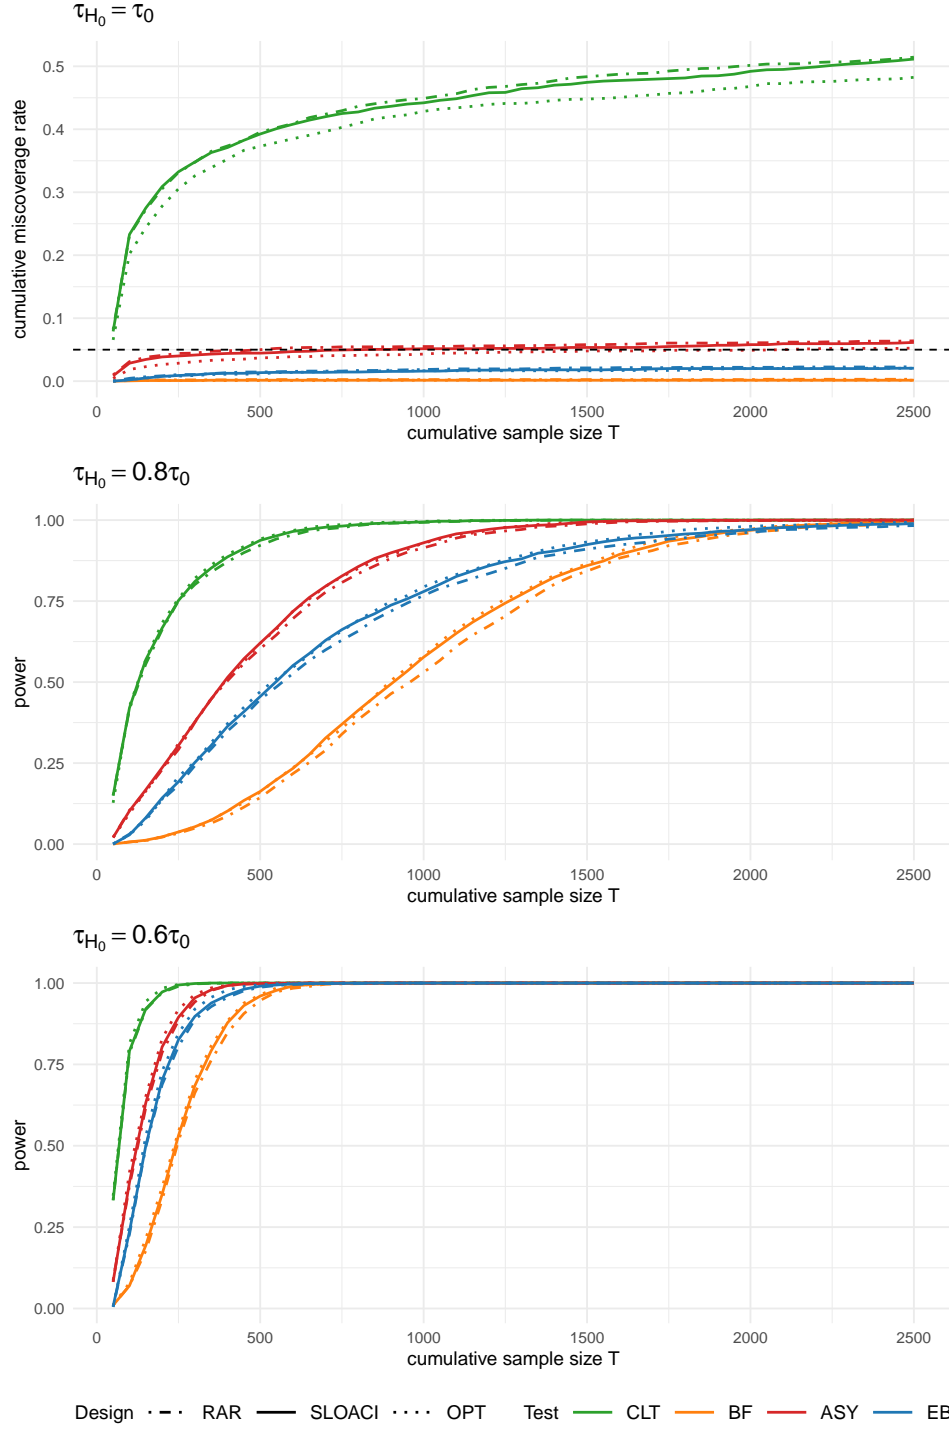 τH₀ = τ₀
0.5
0.4
0.3
0.2
0.1
0.0
cumulative miscoverage rate
0 500 1000 1500 2000 2500
cumulative sample size T
τH₀ = 0.8τ₀
1.00
0.75
0.50
0.25
0.00
power
0 500 1000 1500 2000 2500
cumulative sample size T
τH₀ = 0.6τ₀
1.00
0.75
0.50
0.25
0.00
power
0 500 1000 1500 2000 2500
cumulative sample size T
Design RAR SLOACI OPT Test CLT BF ASY EB